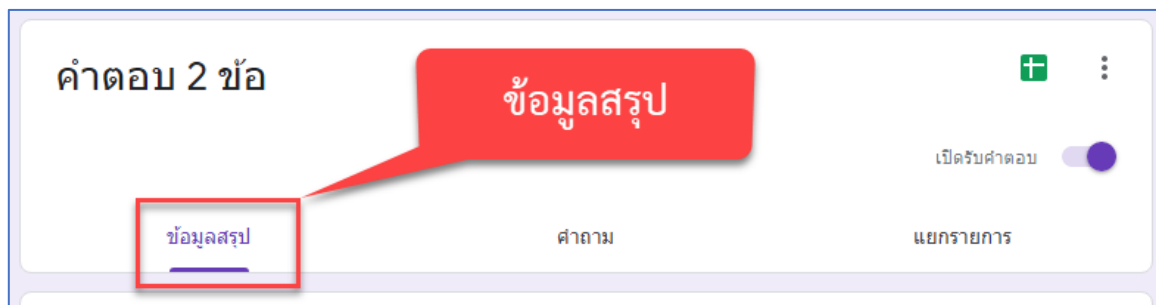 คำตอบ 2 ข้อ
ข้อมูลสรุป
เปิดรับคำตอบ
ข้อมูลสรุป คำถาม แยกรายการ